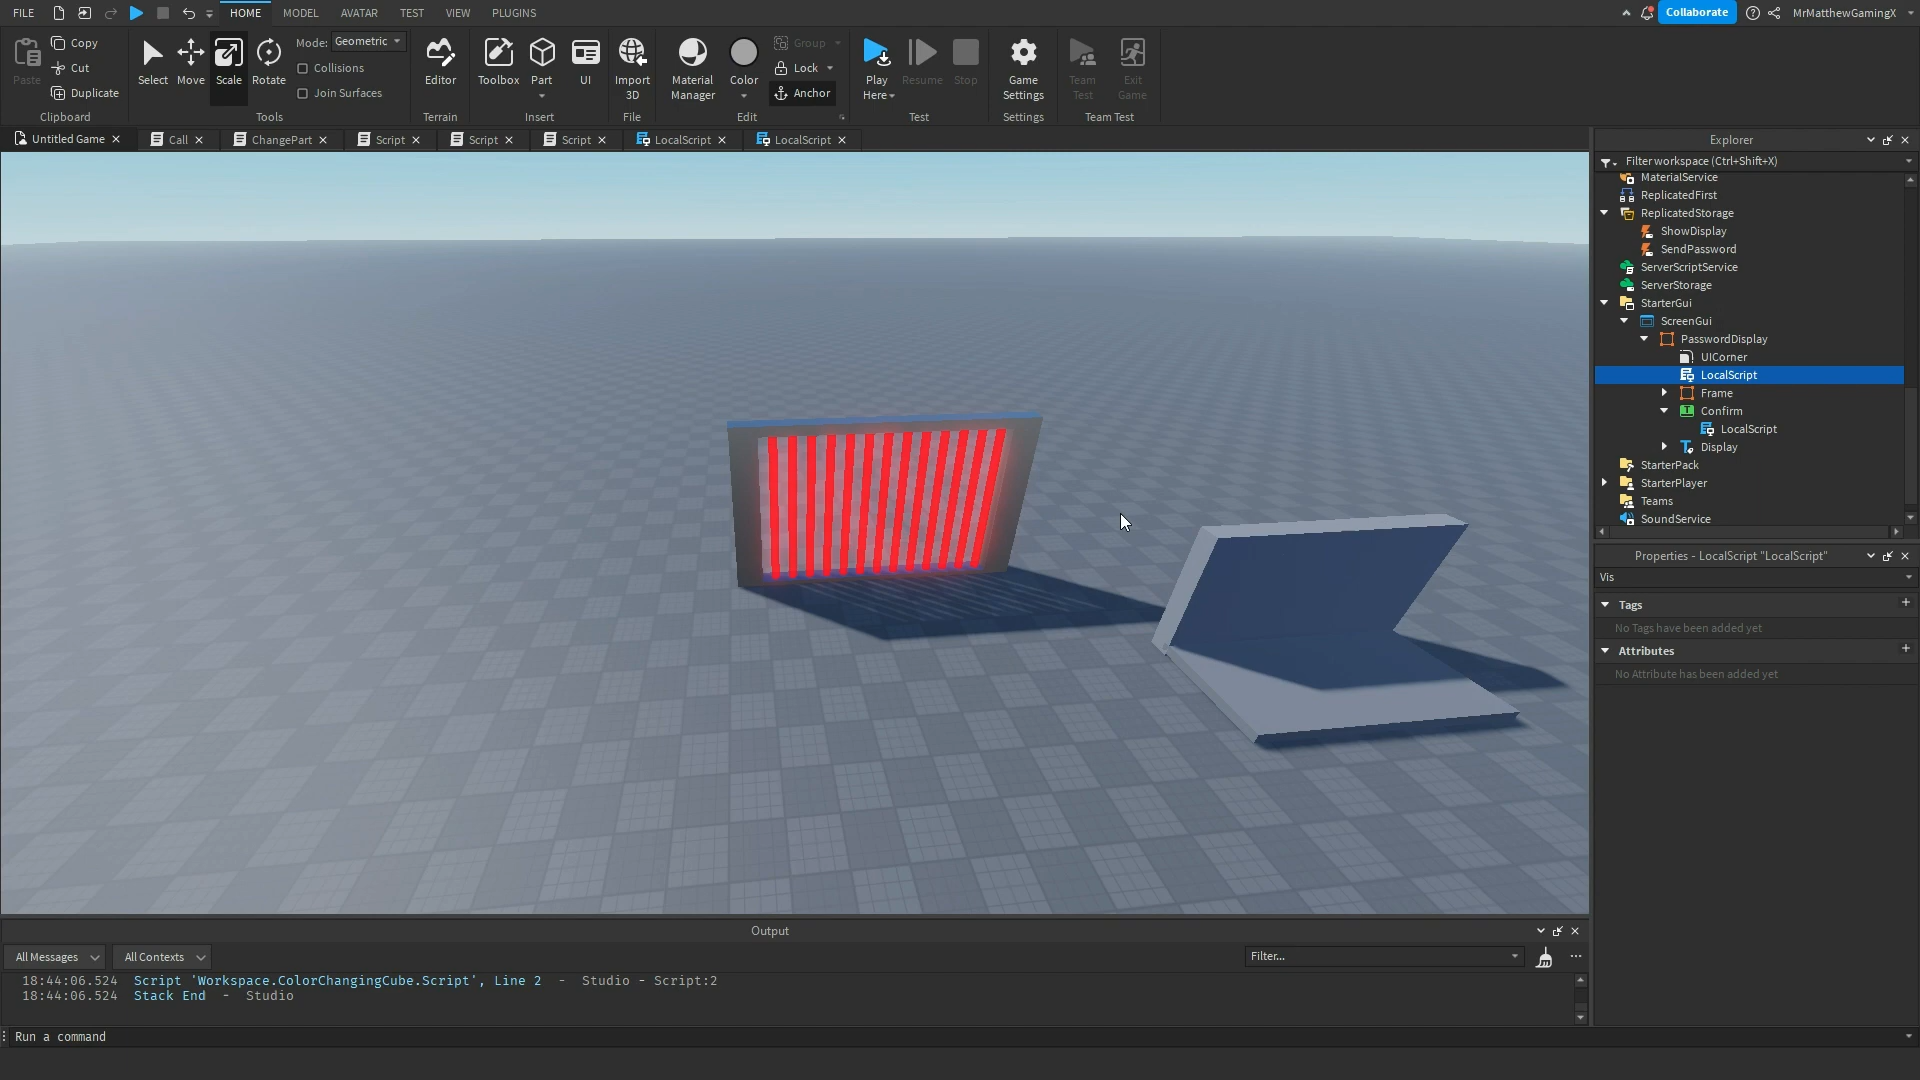 FILE HOME MODEL AVATAR TEST VIEW PLUGINS Collaborate MrMatthewGamingX
Paste Copy Cut Duplicate
Clipboard
Select Move Scale Rotate
Mode: Geometric
Collisions
Join Surfaces
Tools
Editor
Terrain
Toolbox Part UI
Insert
Import 3D
File
Material Manager Color Group Lock Anchor
Edit
Play Here Resume Stop
Test
Game Settings
Settings
Team Test Exit Game
Team Test
Untitled Game Call ChangePart Script Script Script LocalScript LocalScript
Explorer
Filter workspace (Ctrl+Shift+X)
MaterialService
ReplicatedFirst
ReplicatedStorage
ShowDisplay
SendPassword
ServerScriptService
ServerStorage
StarterGui
ScreenGui
PasswordDisplay
UICorner
LocalScript
Frame
Confirm
LocalScript
Display
StarterPack
StarterPlayer
Teams
SoundService
Properties - LocalScript "LocalScript"
Vis
Tags
No Tags have been added yet
Attributes
No Attribute has been added yet
Output
All Messages All Contexts Filter...
18:44:06.524 Script 'Workspace.ColorChangingCube.Script', Line 2 - Studio - Script:2
18:44:06.524 Stack End - Studio
Run a command